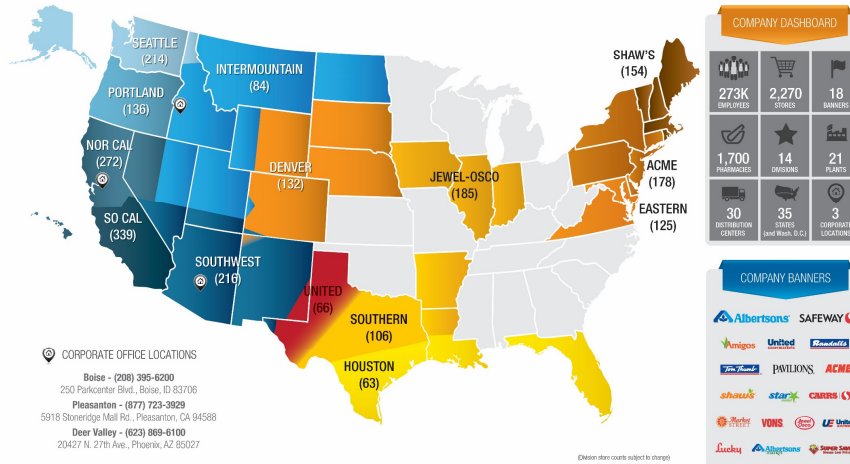 SEATTLE
(214)
PORTLAND
(136)
NOR CAL
(272)
SO CAL
(339)
INTERMOUNTAIN
(84)
DENVER
(132)
SOUTHWEST
(216)
UNITED
(66)
SOUTHERN
(106)
HOUSTON
(63)
JEWEL-OSCO
(185)
SHAW'S
(154)
ACME
(178)
EASTERN
(125)
CORPORATE OFFICE LOCATIONS
Boise - (208) 395-6200
250 Parkcenter Blvd., Boise, ID 83706
Pleasanton - (877) 723-3929
5918 Stoneridge Mall Rd., Pleasanton, CA 94588
Deer Valley - (623) 869-6100
20427 N. 27th Ave., Phoenix, AZ 85027
(Division store counts subject to change)
COMPANY DASHBOARD
273K 2,270 18
EMPLOYEES STORES BANNERS
1,700 14 21
PHARMACIES DIVISIONS PLANTS
30 35 3
DISTRIBUTION STATES CORPORATE
CENTERS (and Wash, D.C.) LOCATIONS
COMPANY BANNERS
Albertsons SAFEWAY
Amigos United Randalls
Tom Thumb PAVILIONS ACME
shaw's star CARRS
Market VONS Jewel
STREET Osco
Lucky Albertsons